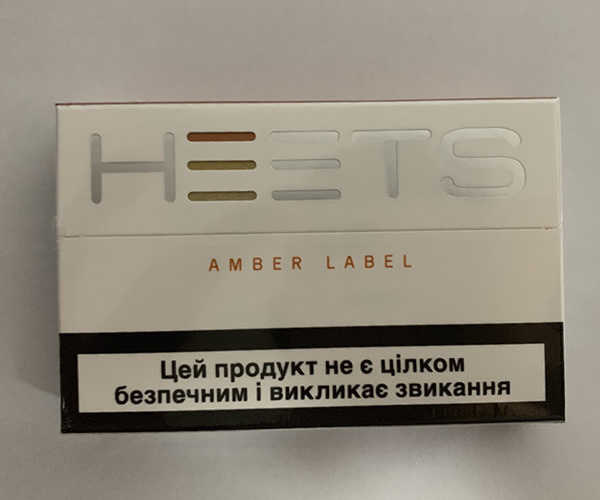 HEETS
AMBER LABEL
Цей продукт не є цілком
безпечним і викликає звикання